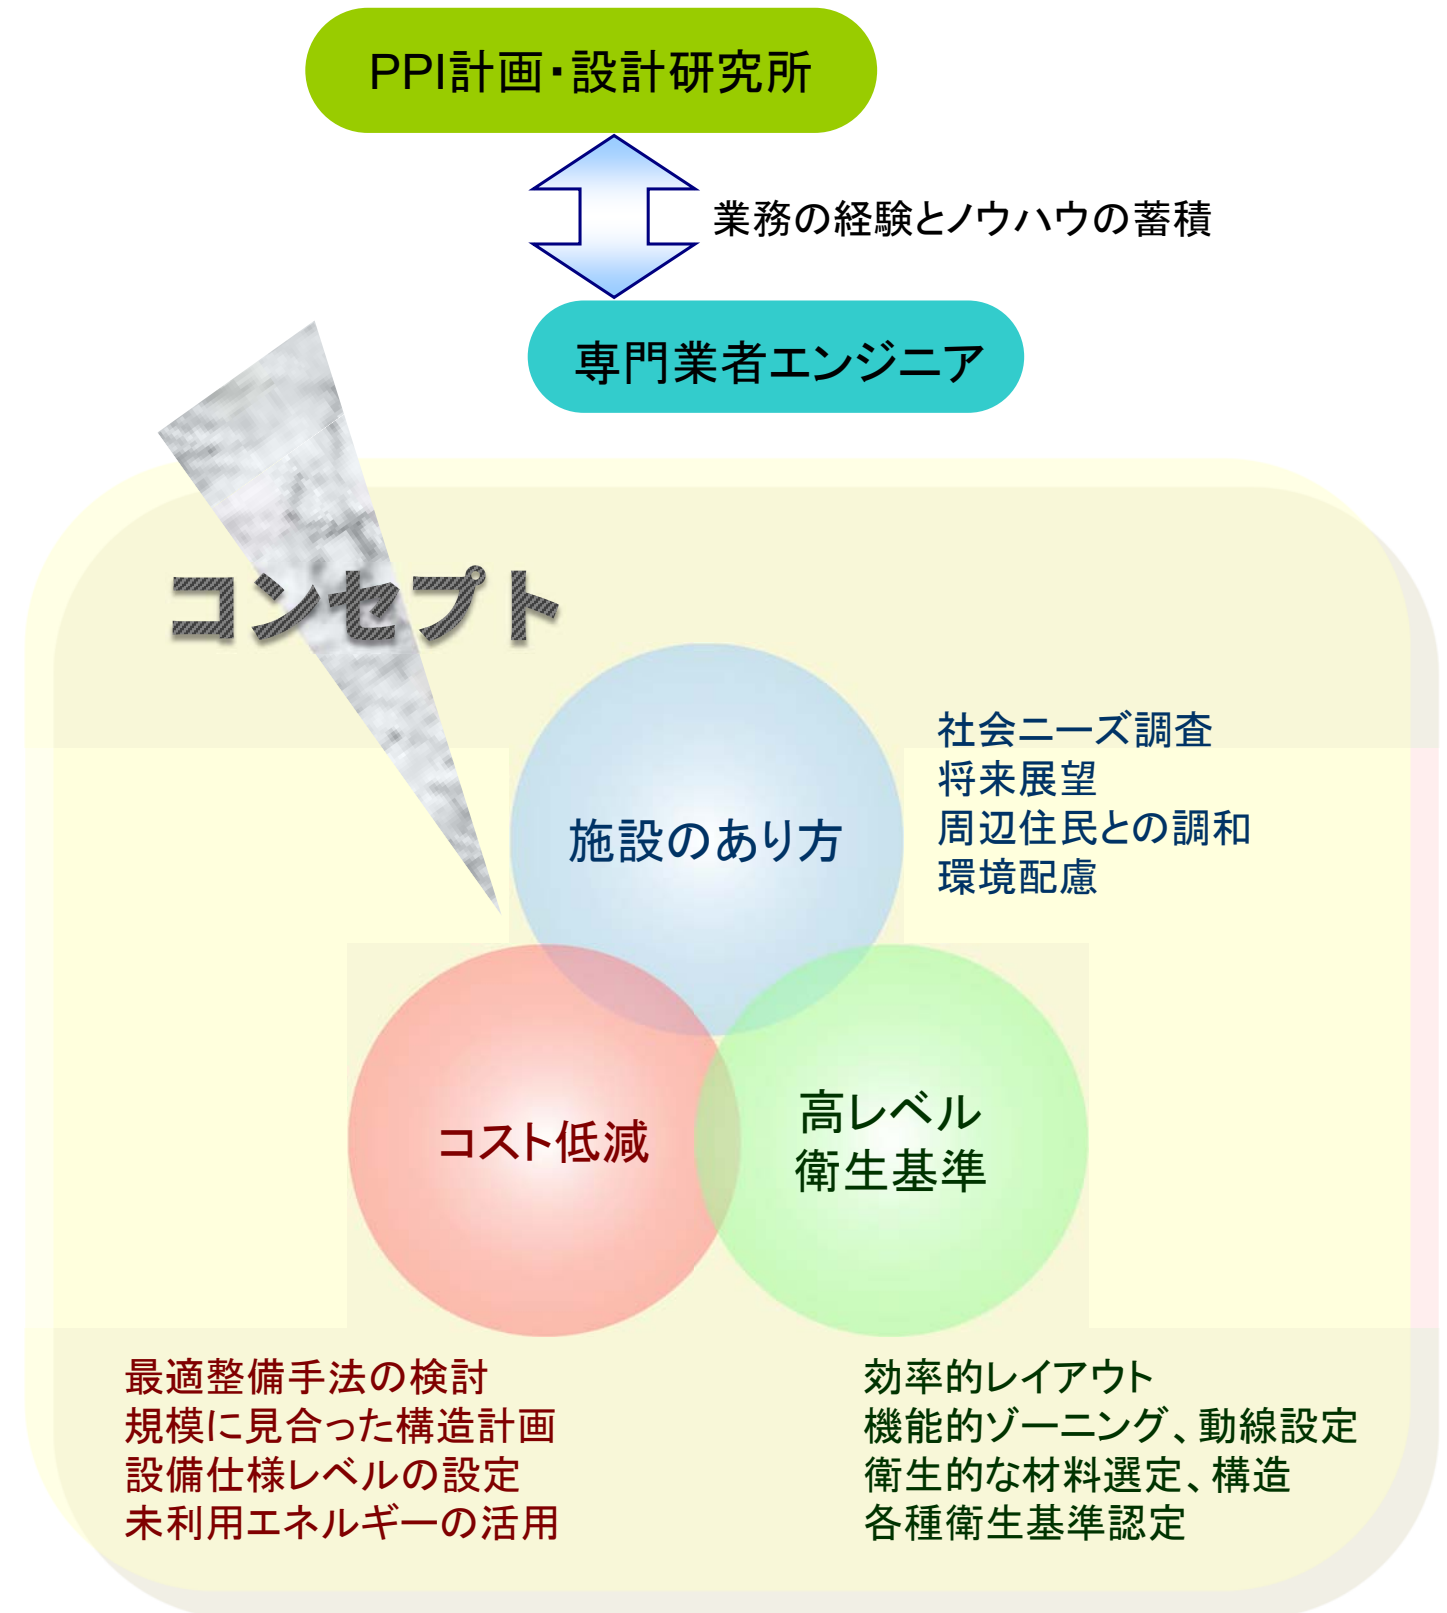 PPI計画・設計研究所
業務の経験とノウハウの蓄積
専門業者エンジニア
コンセプト
施設のあり方
社会ニーズ調査
将来展望
周辺住民との調和
環境配慮
コスト低減
高レベル
衛生基準
最適整備手法の検討
規模に見合った構造計画
設備仕様レベルの設定
未利用エネルギーの活用
効率的レイアウト
機能的ゾーニング、動線設定
衛生的な材料選定、構造
各種衛生基準認定